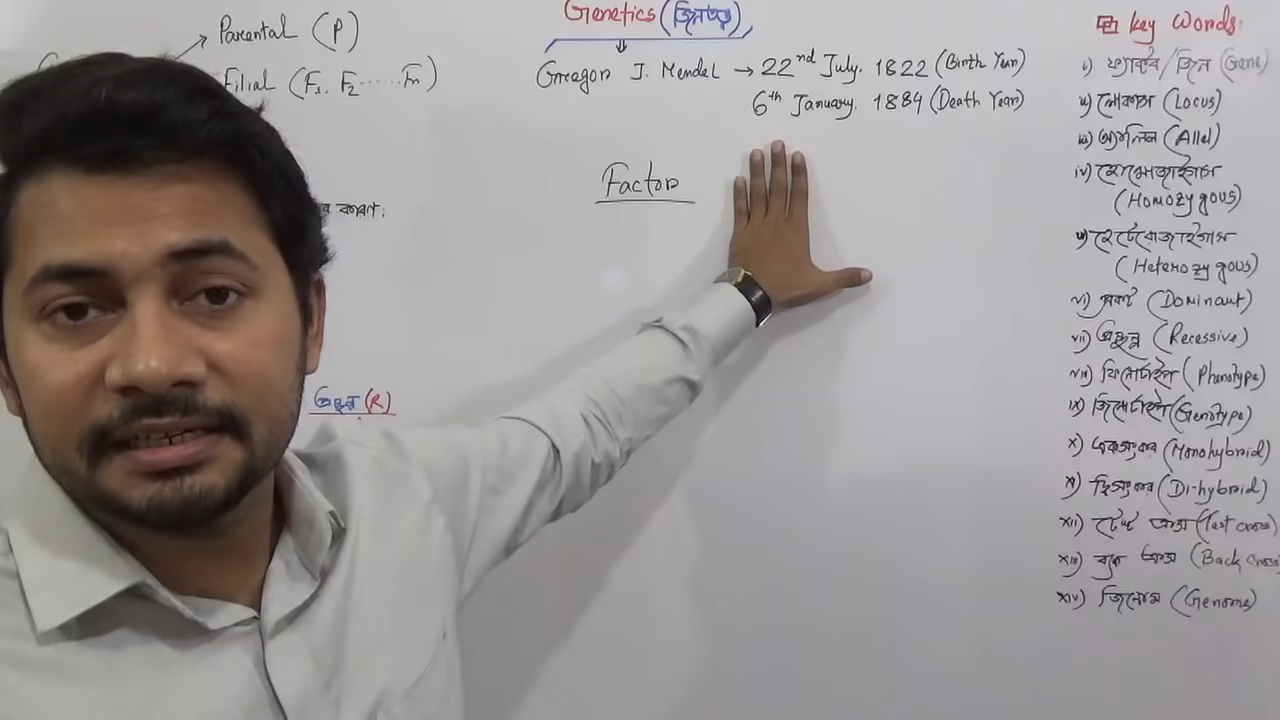 Parental (P)
Filial (F1, F2 ...... Fn)
কারণ:
প্রচ্ছন্ন (R)
Genetics (জিনতত্ত্ব)
Gregor J. Mendel → 22nd July. 1822 (Birth Year)
6th January. 1884 (Death Year)
Factor
Key Words:
i) ফ্যাক্টর/জিন (Gene)
ii) লোকাস (Locus)
iii) অ্যালিল (Allel)
iv) হোমোজাইগাস
(Homozygous)
v) হেটেরোজাইগাস
(Heterozygous)
vi) প্রকট (Dominant)
vii) প্রচ্ছন্ন (Recessive)
viii) ফিনোটাইপ (Phenotype)
ix) জিনোটাইপ (Genotype)
x) একসংকর (Monohybrid)
xi) দ্বিসংকর (Di-hybrid)
xii) টেস্ট ক্রস (Test cross)
xiii) ব্যাক ক্রস (Back cross)
xiv) জিনোম (Genome)